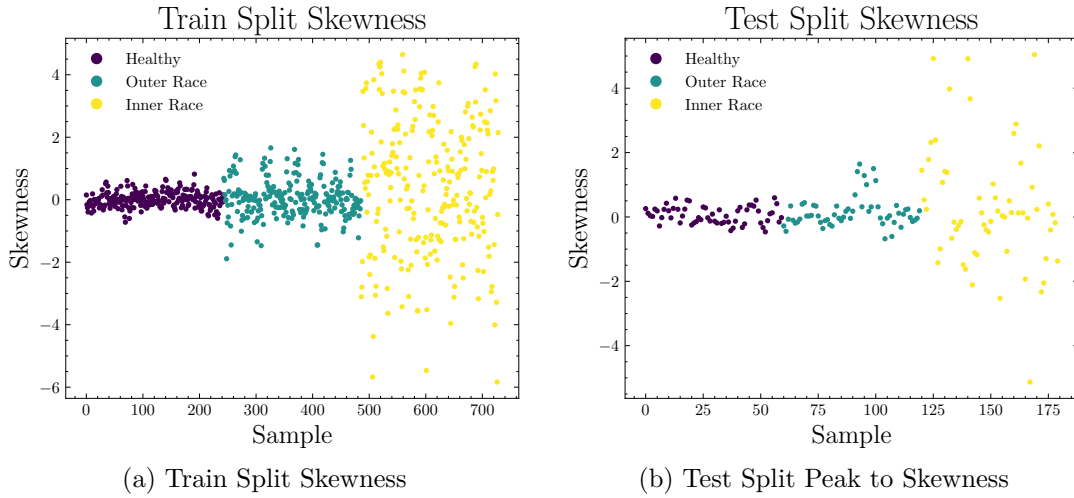 Train Split Skewness
Skewness
4
2
0
−2
−4
−6
Healthy
Outer Race
Inner Race
0 100 200 300 400 500 600 700
Sample
(a) Train Split Skewness
Test Split Skewness
Skewness
4
2
0
−2
−4
Healthy
Outer Race
Inner Race
0 25 50 75 100 125 150 175
Sample
(b) Test Split Peak to Skewness